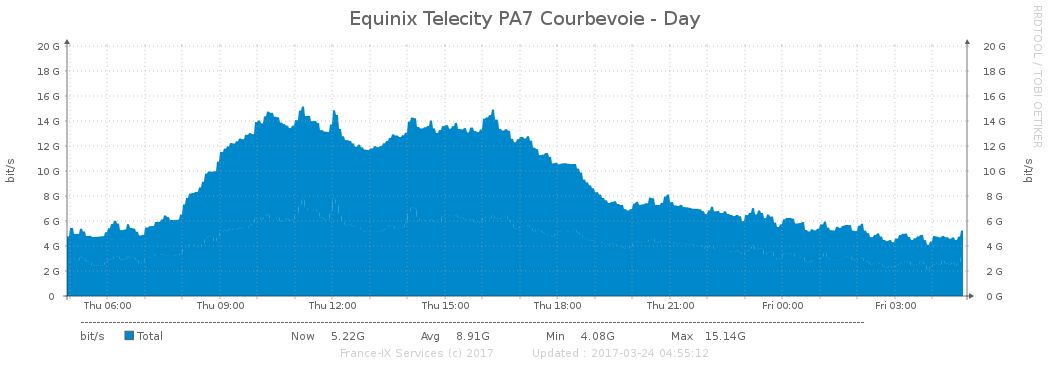 Equinix Telecity PA7 Courbevoie - Day
RRDTOOL / TOBI OETIKER
bit/s
20 G
18 G
16 G
14 G
12 G
10 G
8 G
6 G
4 G
2 G
0
20 G
18 G
16 G
14 G
12 G
10 G
8 G
6 G
4 G
2 G
0 G
bit/s
Thu 06:00 Thu 09:00 Thu 12:00 Thu 15:00 Thu 18:00 Thu 21:00 Fri 00:00 Fri 03:00
bit/s Total Now 5.22G Avg 8.91G Min 4.08G Max 15.14G
France-IX Services (c) 2017 Updated : 2017-03-24 04:55:12